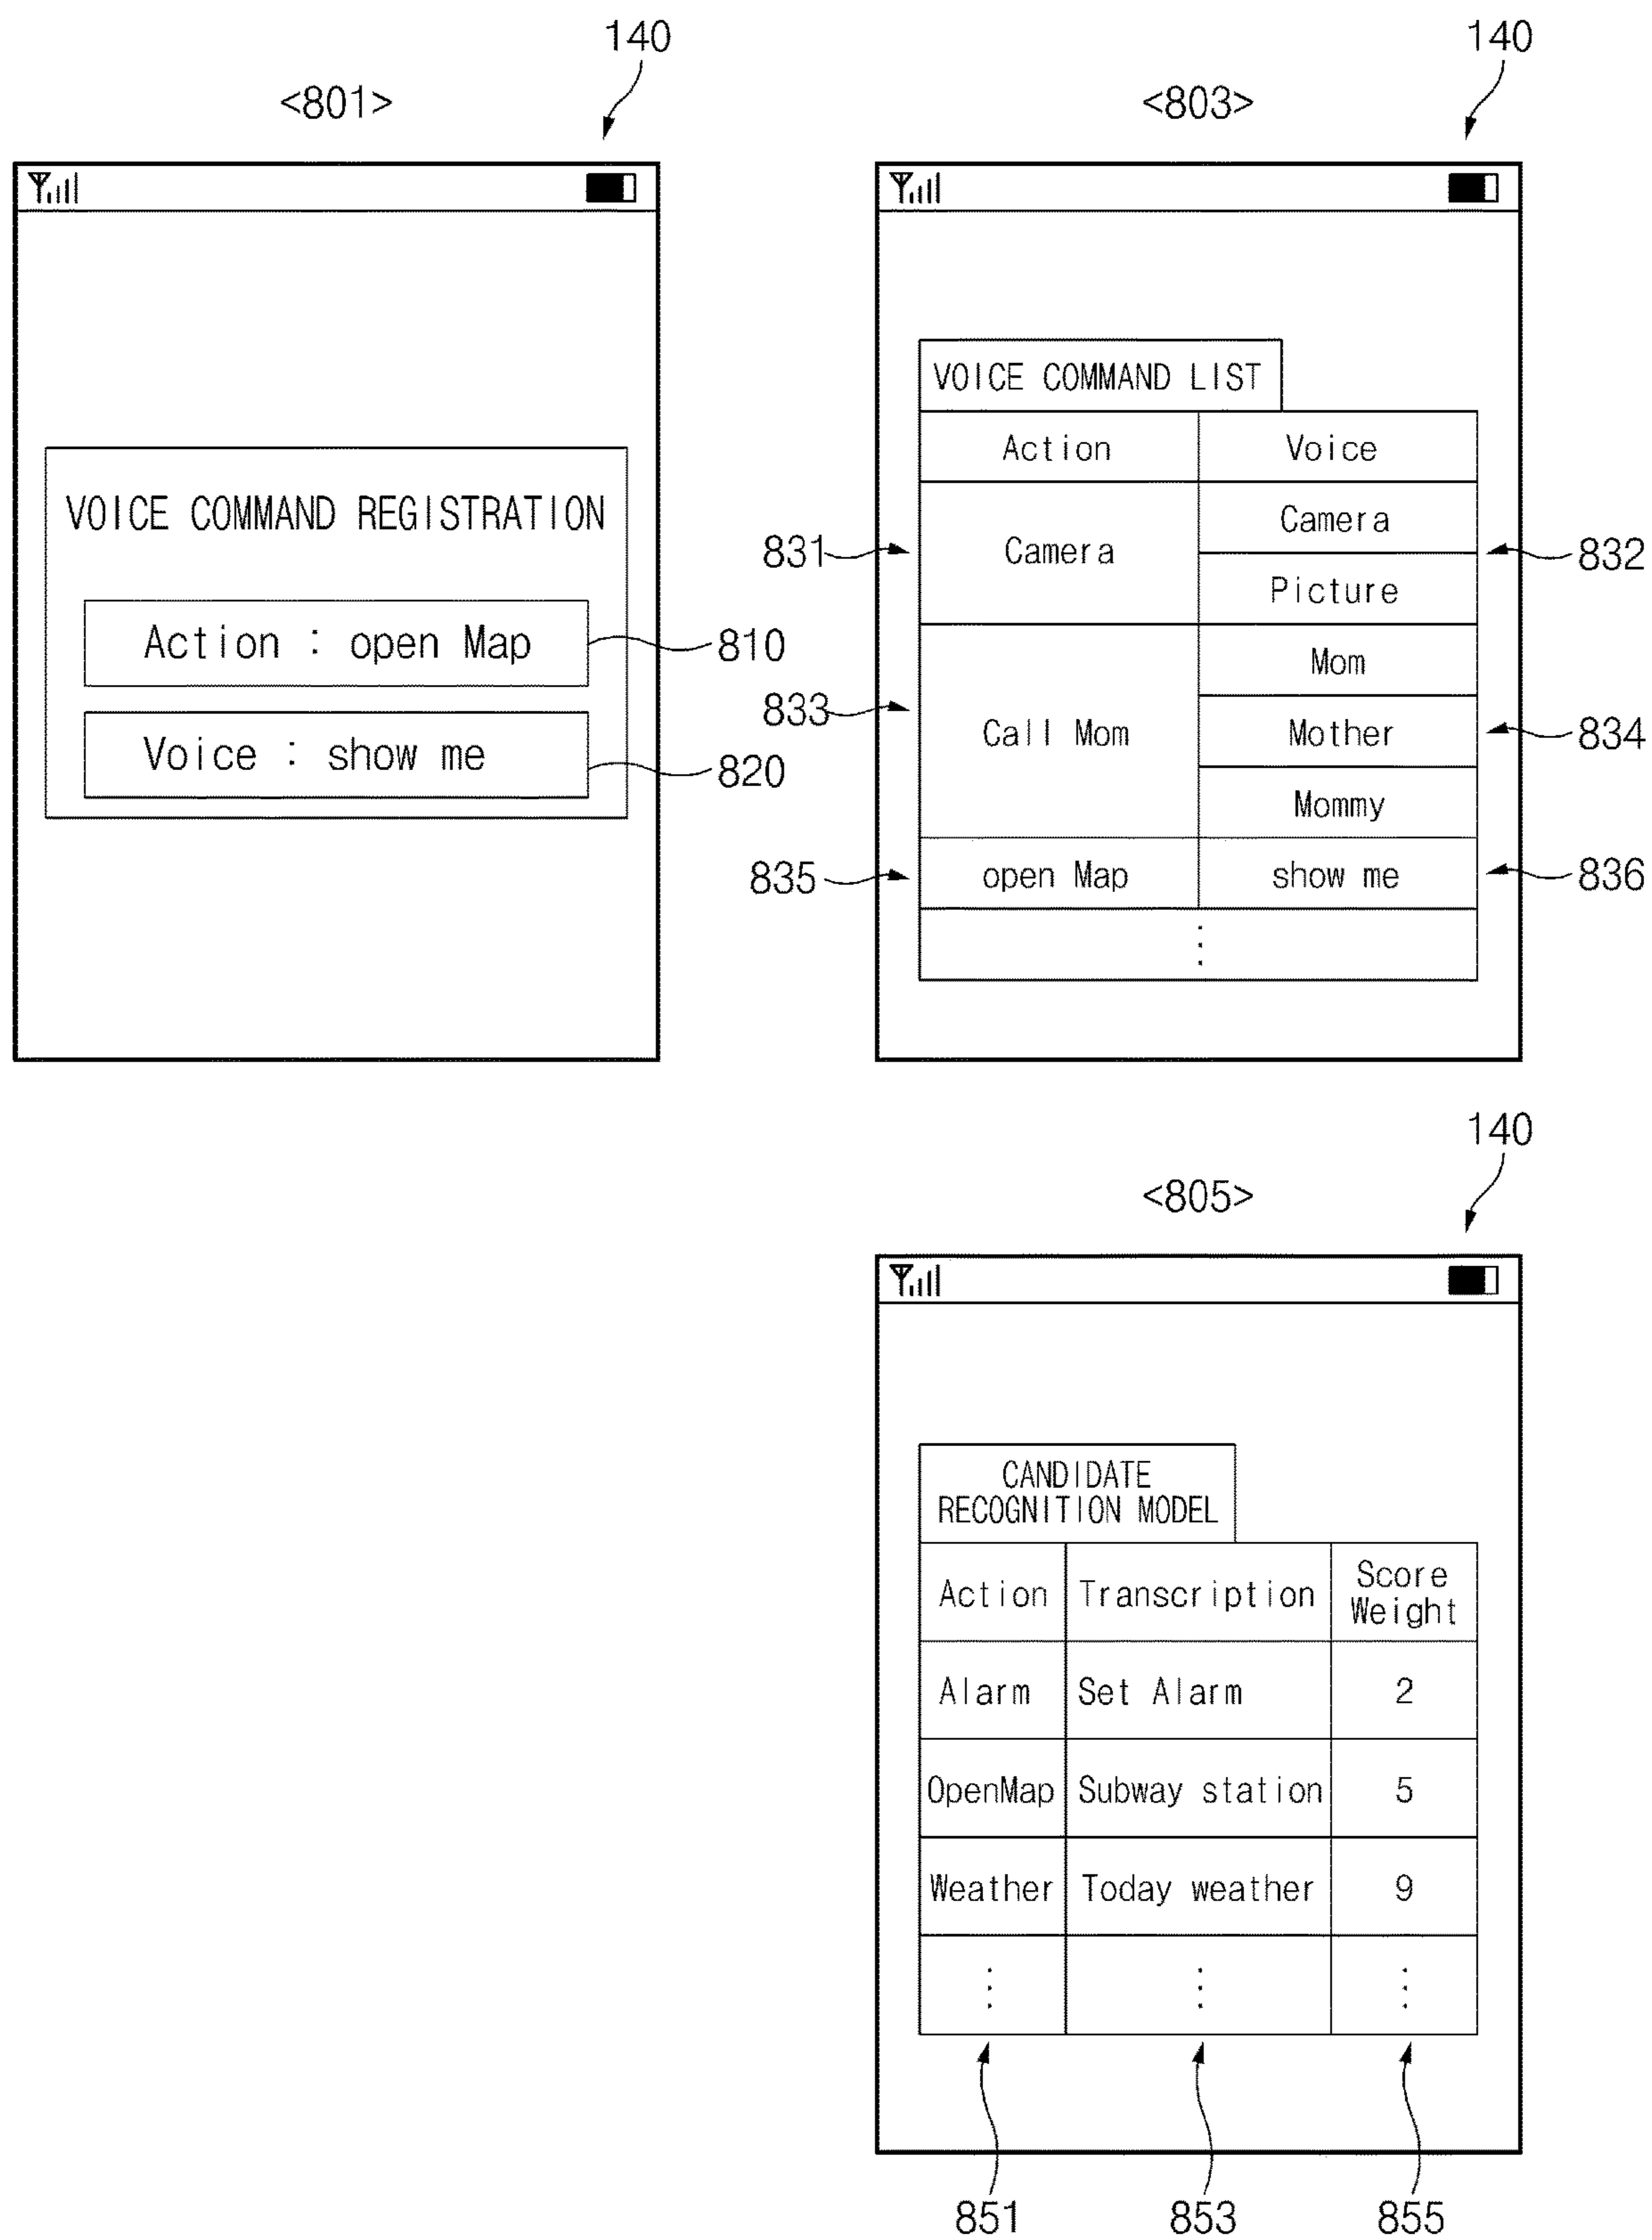 140
<801>
VOICE COMMAND REGISTRATION
Action : open Map
810
Voice : show me
820
140
<803>
VOICE COMMAND LIST
Action Voice
831 Camera Camera 832
Picture
833 Call Mom Mom
Mother 834
Mommy
835 open Map show me 836
⋮
140
<805>
CANDIDATE
RECOGNITION MODEL
Action Transcription Score Weight
Alarm Set Alarm 2
OpenMap Subway station 5
Weather Today weather 9
⋮ ⋮ ⋮
851 853 855